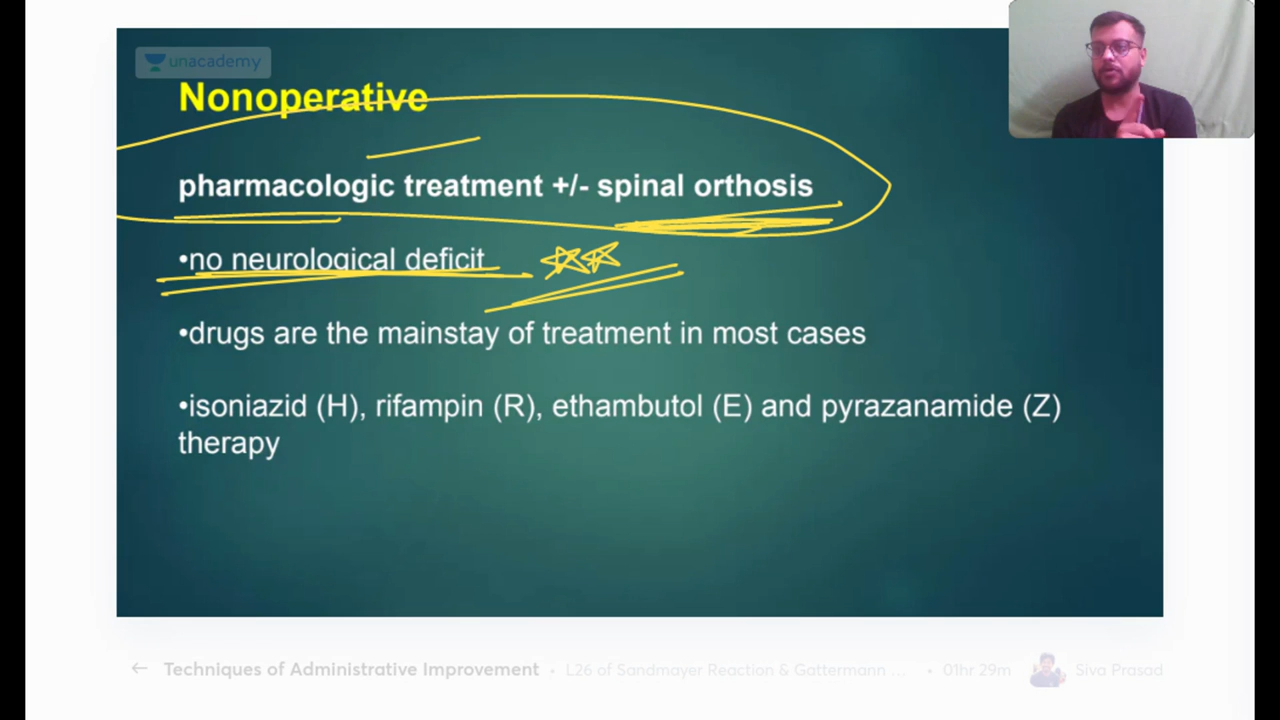 unacademy
Nonoperative
pharmacologic treatment +/- spinal orthosis
•no neurological deficit
•drugs are the mainstay of treatment in most cases
•isoniazid (H), rifampin (R), ethambutol (E) and pyrazanamide (Z)
therapy
← Techniques of Administrative Improvement • L26 of Sandmayer Reaction & Gattermann ... • 01hr 29m Siva Prasad